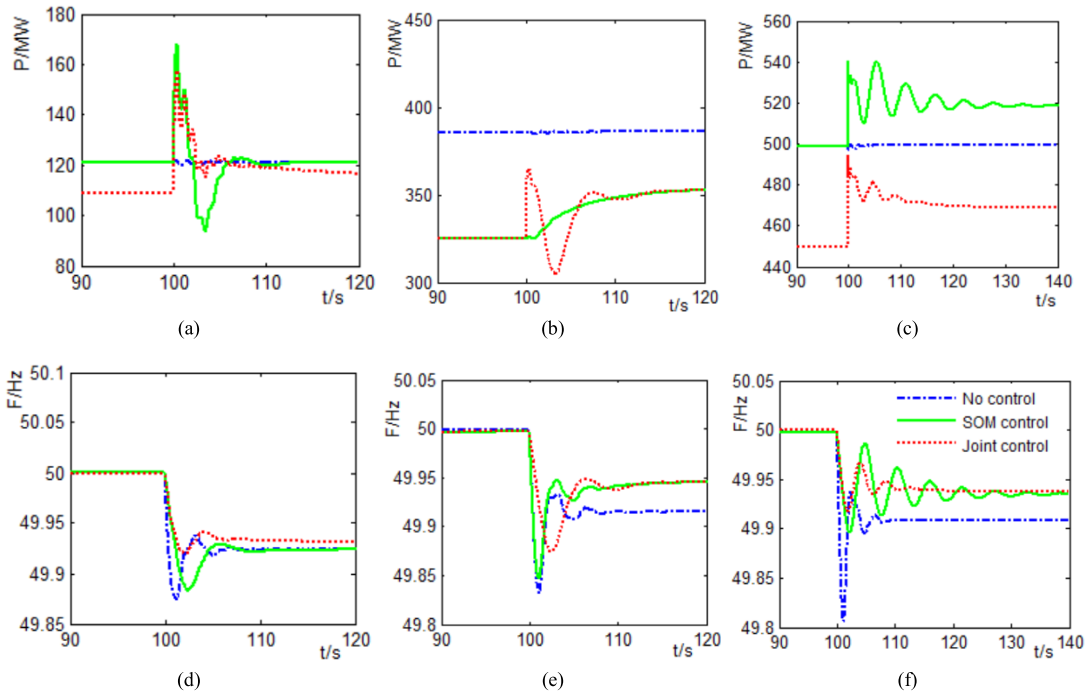 P/MW
180
160
140
120
100
80
90
100
110
120
t/s
(a)
P/MW
450
400
350
300
90
100
110
120
t/s
(b)
P/MW
560
540
520
500
480
460
440
90
100
110
120
130
140
t/s
(c)
F/Hz
50.1
50
49.95
49.9
49.85
90
100
110
120
t/s
(d)
F/Hz
50.05
50
49.95
49.9
49.85
49.8
90
100
110
120
t/s
(e)
F/Hz
50.05
50
49.95
49.9
49.85
49.8
90
100
110
120
130
140
t/s
No control
SOM control
Joint control
(f)